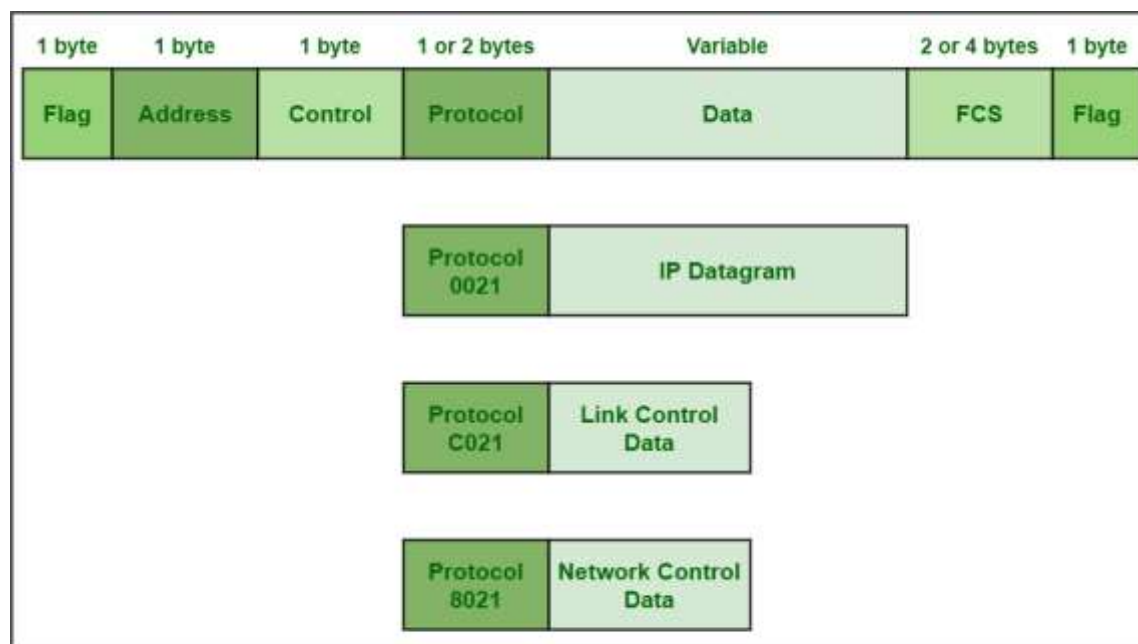 1 byte 1 byte 1 byte 1 or 2 bytes Variable 2 or 4 bytes 1 byte
Flag Address Control Protocol Data FCS Flag
Protocol
0021
IP Datagram
Protocol
C021
Link Control
Data
Protocol
8021
Network Control
Data